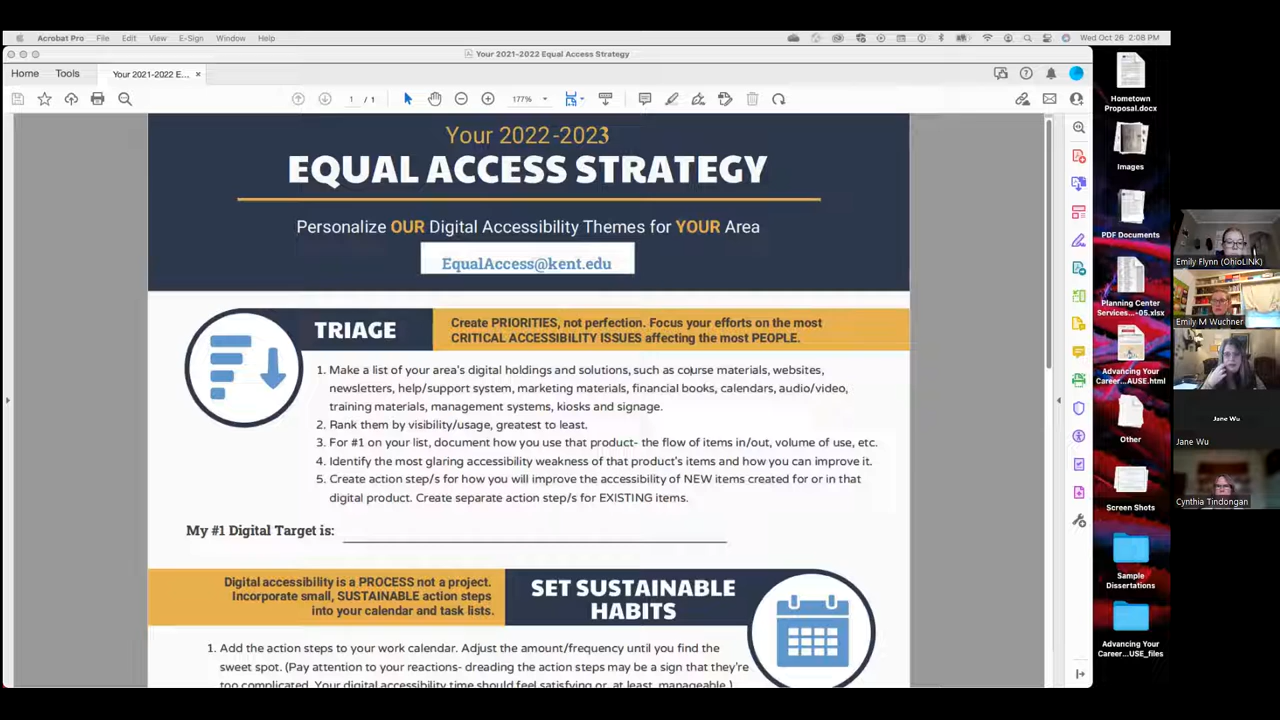 Acrobat Pro File Edit View E-Sign Window Help
Wed Oct 26 2:08 PM
Your 2021-2022 Equal Access Strategy
Home Tools Your 2021-2022 E... ×
1 / 1 177%
Your 2022-2023
EQUAL ACCESS STRATEGY
Personalize OUR Digital Accessibility Themes for YOUR Area
EqualAccess@kent.edu
TRIAGE
Create PRIORITIES, not perfection. Focus your efforts on the most
CRITICAL ACCESSIBILITY ISSUES affecting the most PEOPLE.
1. Make a list of your area's digital holdings and solutions, such as course materials, websites,
newsletters, help/support system, marketing materials, financial books, calendars, audio/video,
training materials, management systems, kiosks and signage.
2. Rank them by visibility/usage, greatest to least.
3. For #1 on your list, document how you use that product- the flow of items in/out, volume of use, etc.
4. Identify the most glaring accessibility weakness of that product's items and how you can improve it.
5. Create action step/s for how you will improve the accessibility of NEW items created for or in that
digital product. Create separate action step/s for EXISTING items.
My #1 Digital Target is:
Digital accessibility is a PROCESS not a project.
Incorporate small, SUSTAINABLE action steps
into your calendar and task lists.
SET SUSTAINABLE
HABITS
1. Add the action steps to your work calendar. Adjust the amount/frequency until you find the
sweet spot. (Pay attention to your reactions- dreading the action steps may be a sign that they're
too complicated. Your digital accessibility time should feel satisfying or, at least, manageable.)
Hometown
Proposal.docx
Images
PDF Documents
Planning Center
Services...-05.xlsx
Advancing Your
Career...AUSE.html
Other
Screen Shots
Sample
Dissertations
Advancing Your
Career...USE_files
Emily Flynn (OhioLINK)
Emily M Wuchner
Jane Wu
Jane Wu
Cynthia Tindongan